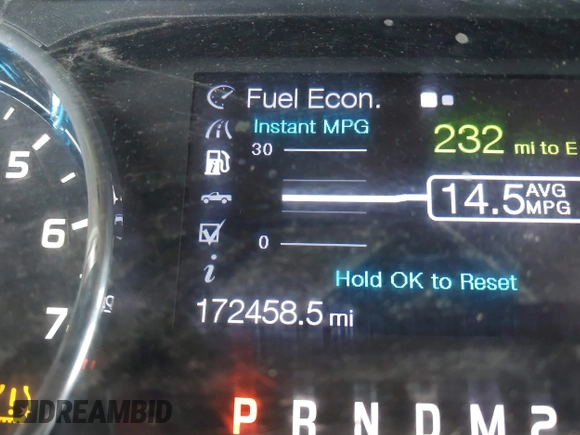 Fuel Econ.
Instant MPG
30
232 mi to E
14.5 AVG MPG
0
Hold OK to Reset
172458.5 mi
5
6
7
P R N D M 2
DREAMBID